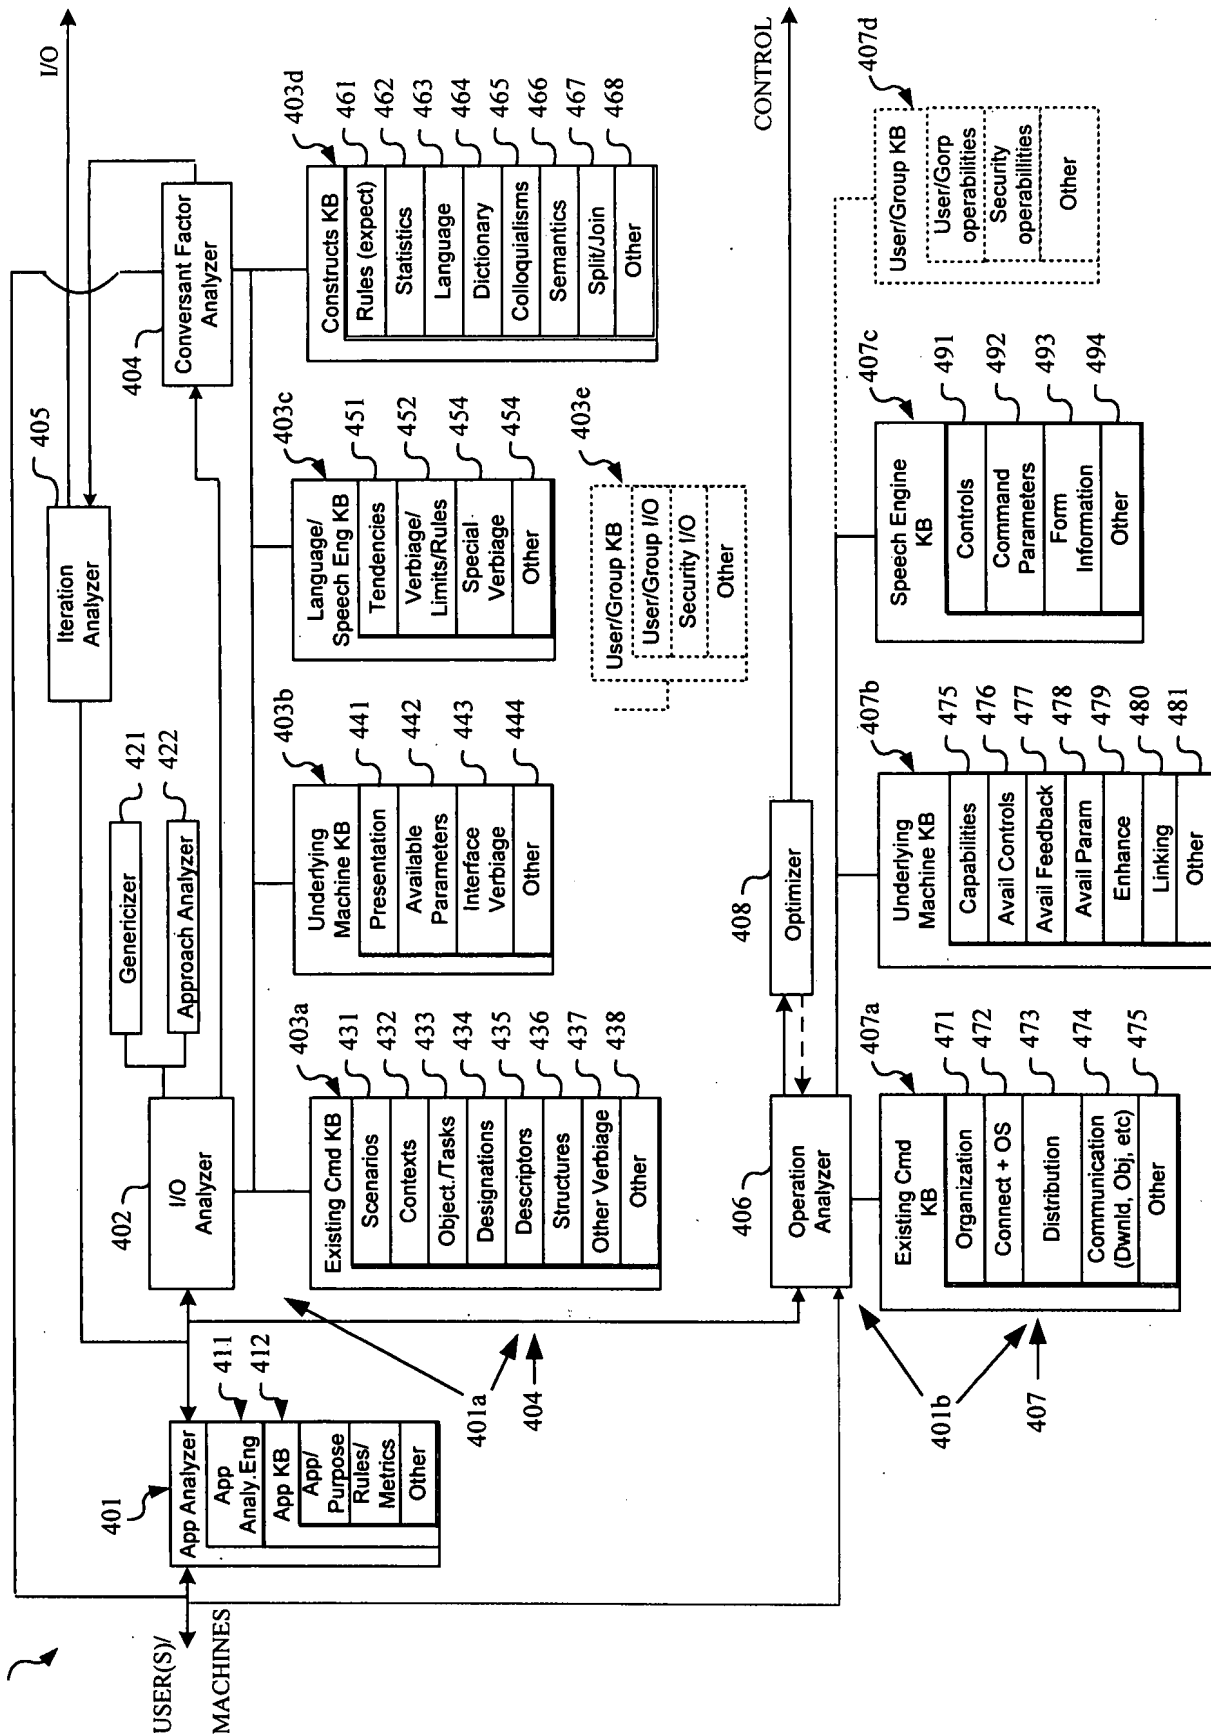 I/O
405
Iteration
Analyzer
404
Conversant Factor
Analyzer
Genericizer
421
Approach Analyzer
422
402
I/O
Analyzer
401
App Analyzer
App
Analy.Eng
411
App KB
412
App/
Purpose
Rules/
Metrics
Other
USER(S)/
MACHINES
401a
404
403a
Existing Cmd KB
Scenarios
431
Contexts
432
Object./Tasks
433
Designations
434
Descriptors
435
Structures
436
Other Verbiage
437
Other
438
403b
Underlying
Machine KB
Presentation
441
Available
Parameters
442
Interface
Verbiage
443
Other
444
403c
Language/
Speech Eng KB
Tendencies
451
Verbiage/
Limits/Rules
452
Special
Verbiage
454
Other
454
403d
Constructs KB
Rules (expect)
461
Statistics
462
Language
463
Dictionary
464
Colloquialisms
465
Semantics
466
Split/Join
467
Other
468
403e
User/Group KB
User/Group I/O
Security I/O
Other
CONTROL
408
Optimizer
406
Operation
Analyzer
401b
407
407a
Existing Cmd
KB
Organization
471
Connect + OS
472
Distribution
473
Communication
(Dwnld, Obj, etc)
474
Other
475
407b
Underlying
Machine KB
Capabilities
475
Avail Controls
476
Avail Feedback
477
Avail Param
478
Enhance
479
Linking
480
Other
481
407c
Speech Engine
KB
Controls
491
Command
Parameters
492
Form
Information
493
Other
494
407d
User/Group KB
User/Gorp
operabilities
Security
operabilities
Other